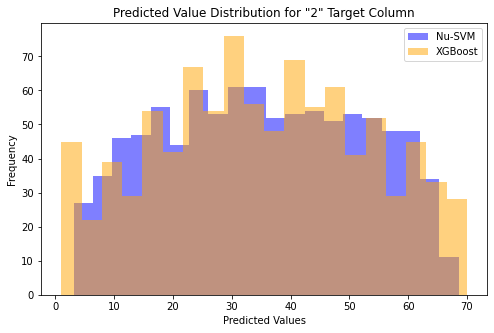 Predicted Value Distribution for "2" Target Column
Nu-SVM
XGBoost
Frequency
70
60
50
40
30
20
10
0
0 10 20 30 40 50 60 70
Predicted Values